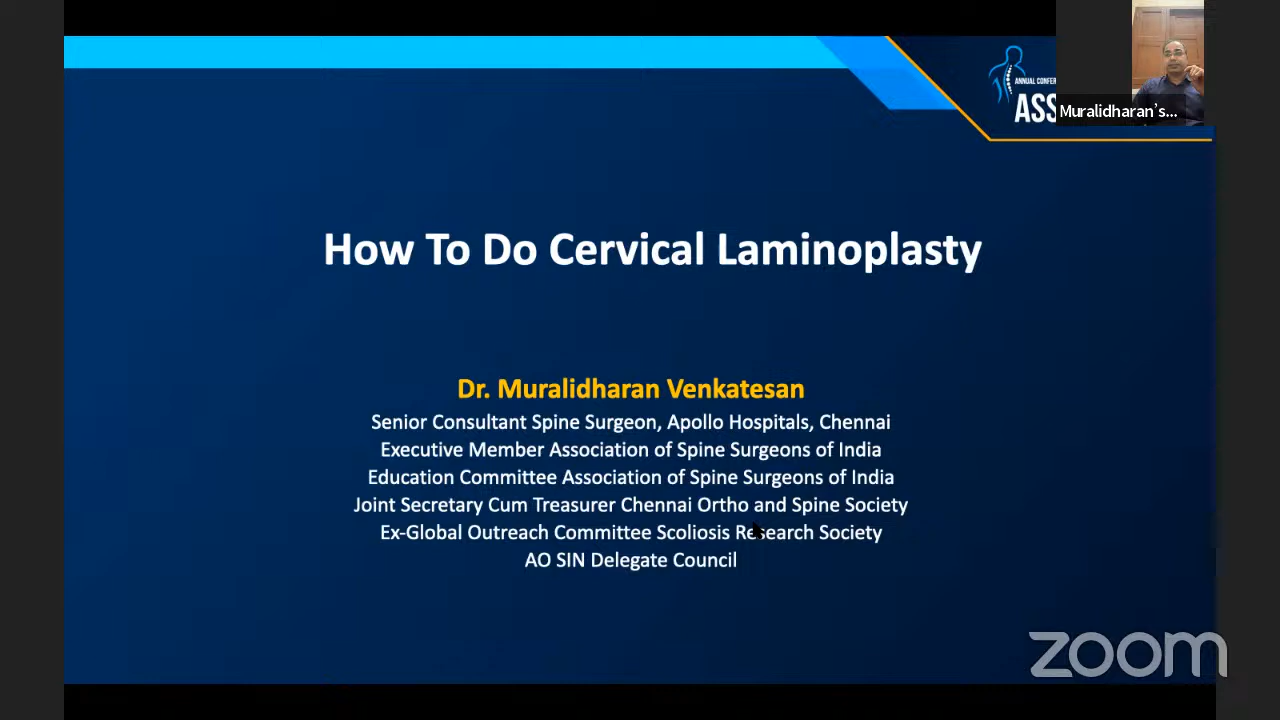 ANNUAL CONFE
ASS
Muralidharan's...
How To Do Cervical Laminoplasty
Dr. Muralidharan Venkatesan
Senior Consultant Spine Surgeon, Apollo Hospitals, Chennai
Executive Member Association of Spine Surgeons of India
Education Committee Association of Spine Surgeons of India
Joint Secretary Cum Treasurer Chennai Ortho and Spine Society
Ex-Global Outreach Committee Scoliosis Research Society
AO SIN Delegate Council
zoom